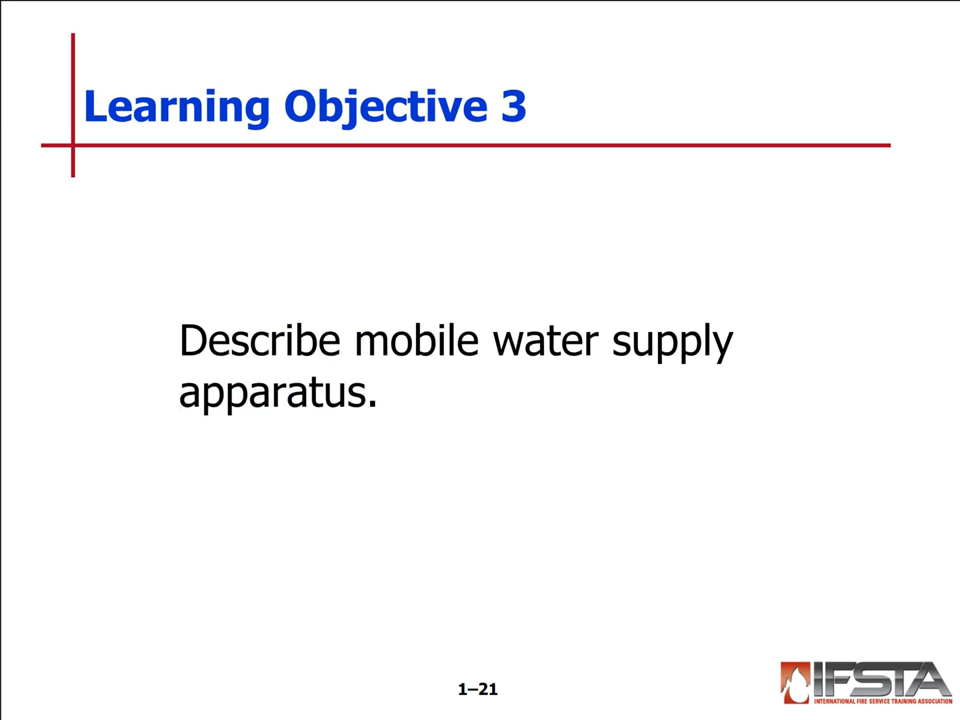 Learning Objective 3
Describe mobile water supply
apparatus.
1–21
IFSTA
INTERNATIONAL FIRE SERVICE TRAINING ASSOCIATION